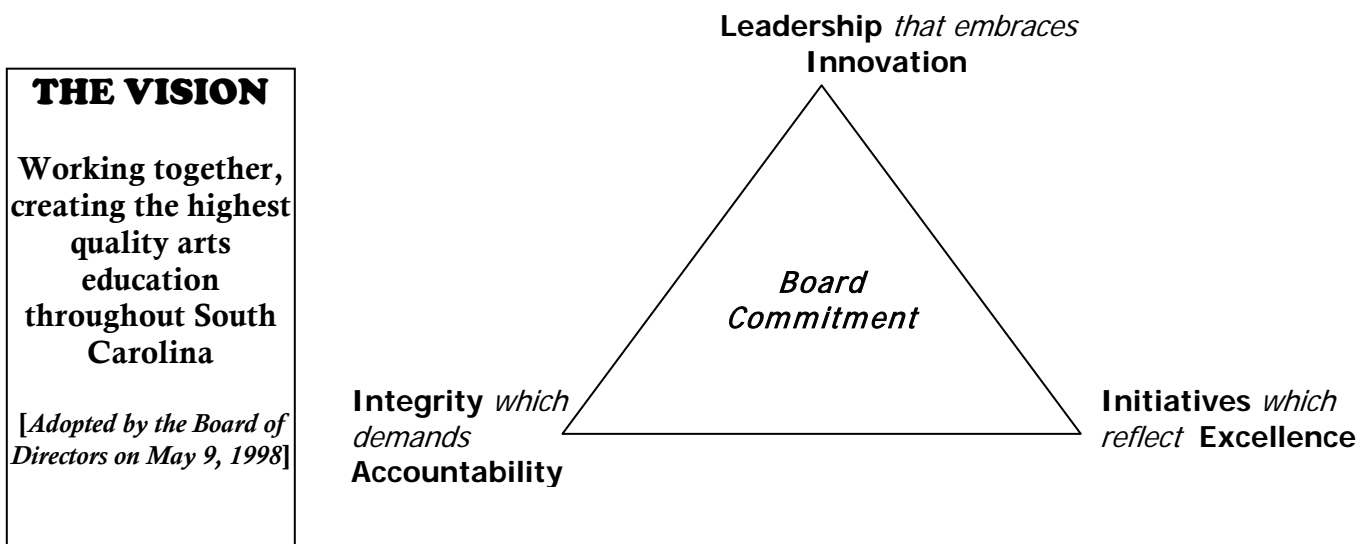 THE VISION
Working together,
creating the highest
quality arts
education
throughout South
Carolina
[Adopted by the Board of
Directors on May 9, 1998]
Leadership that embraces
Innovation
Board
Commitment
Integrity which
demands
Accountability
Initiatives which
reflect Excellence